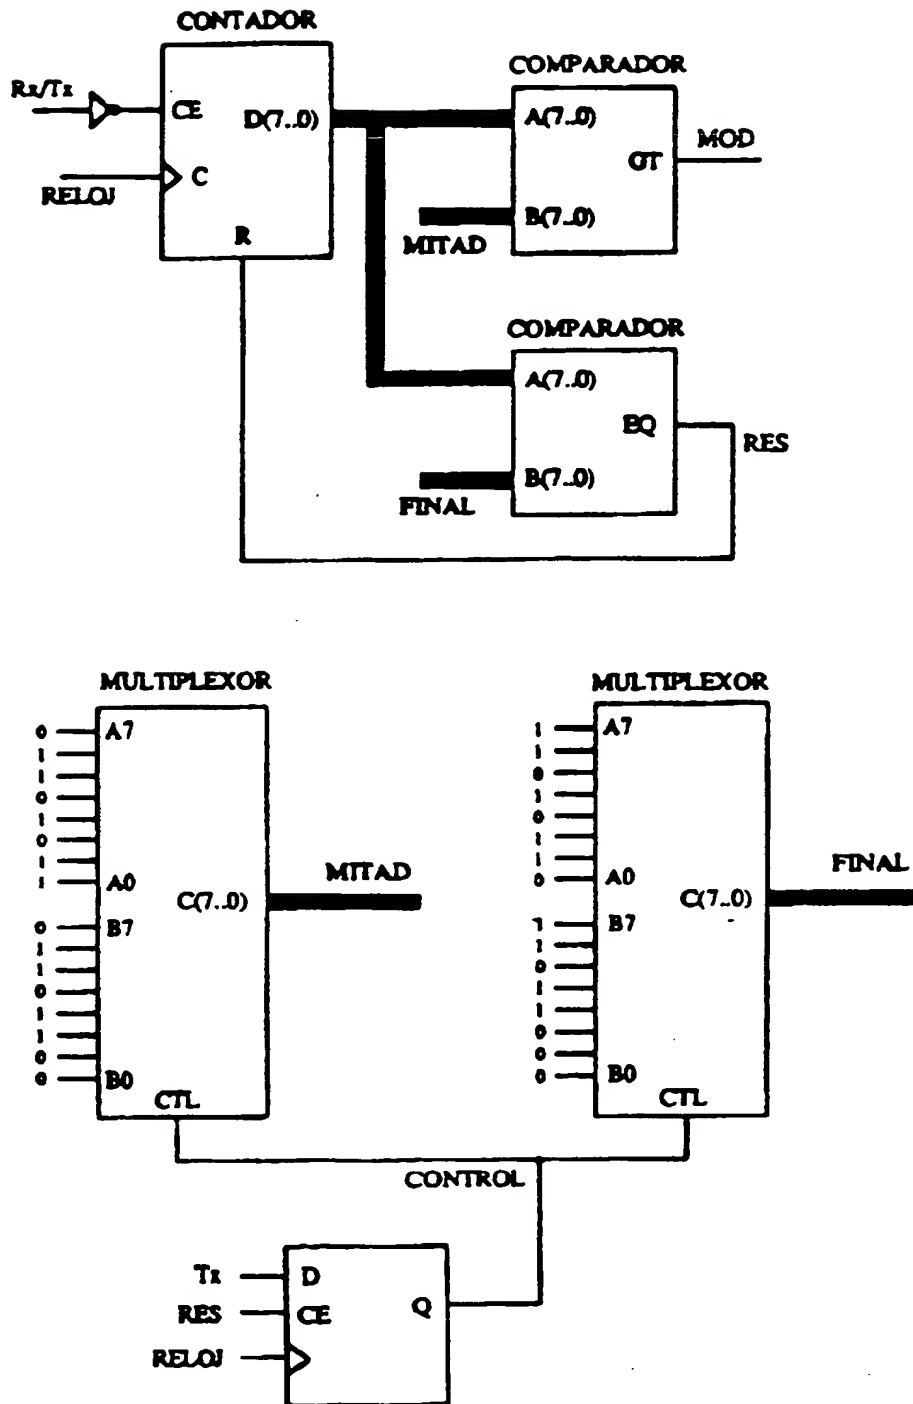 CONTADOR
COMPARADOR
Rx/Tx
CE
D(7..0)
A(7..0)
MOD
GT
RELOJ
C
B(7..0)
MITAD
R
COMPARADOR
A(7..0)
EQ
RES
B(7..0)
FINAL
MULTIPLEXOR
0 A7
1
1
0
1
0
1
1 A0
MITAD
C(7..0)
0 B7
1
1
0
1
1
0
0 B0
CTL
MULTIPLEXOR
1 A7
1
0
1
0
1
1
0 A0
FINAL
C(7..0)
1 B7
1
0
1
1
0
0
0 B0
CTL
CONTROL
Tx D
RES CE
Q
RELOJ